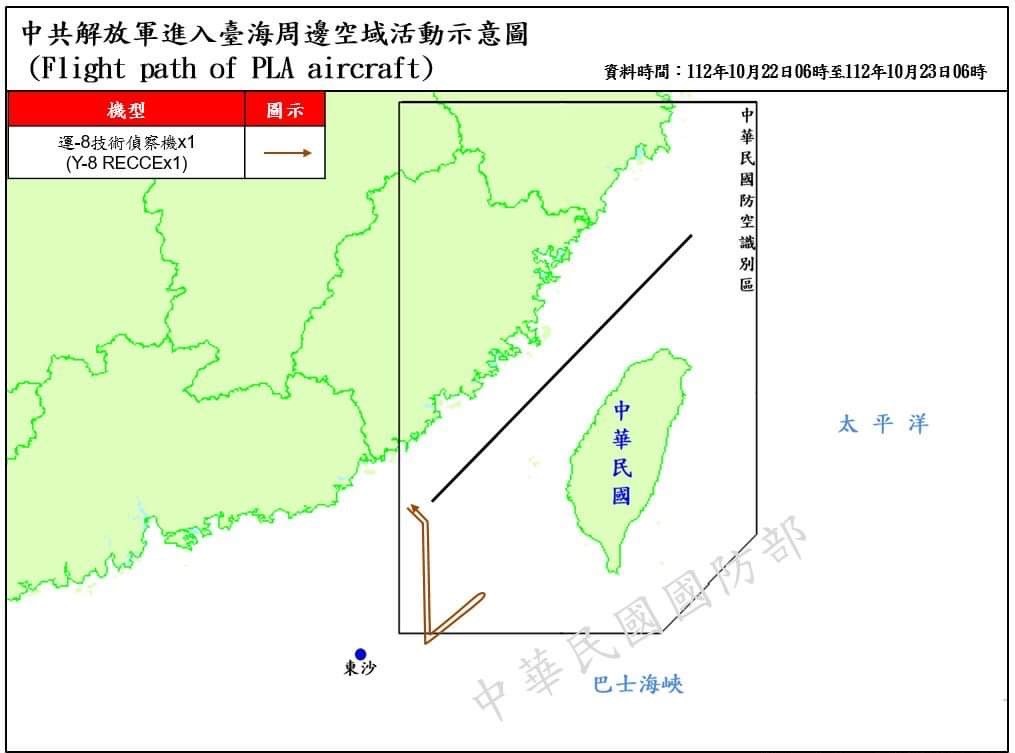 中共解放軍進入臺海周邊空域活動示意圖
(Flight path of PLA aircraft)
資料時間：112年10月22日06時至112年10月23日06時
機型
圖示
運-8技術偵察機x1
(Y-8 RECCEx1)
中華民國防空識別區
中華民國
太平洋
東沙
巴士海峽
中華民國國防部